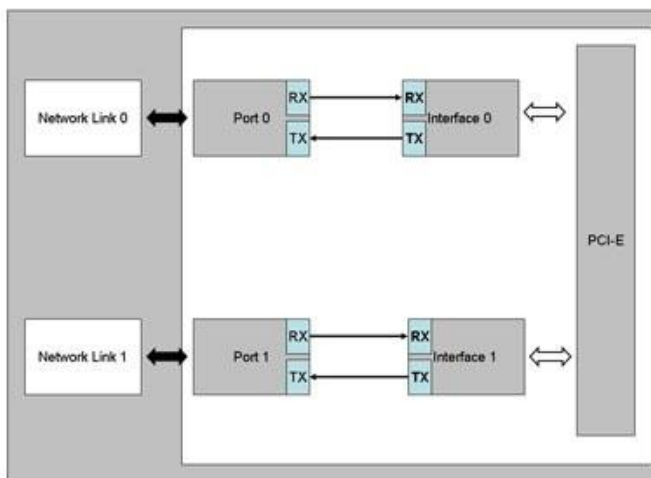 Network Link 0
Port 0
RX
TX
RX
TX
Interface 0
PCI-E
Network Link 1
Port 1
RX
TX
RX
TX
Interface 1